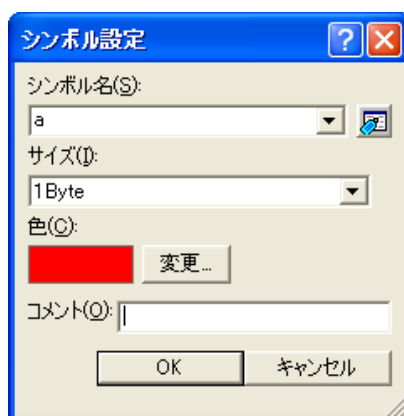 シンボル設定
シンボル名(S):
a
サイズ(I):
1Byte
色(C):
変更...
コメント(O):
OK キャンセル